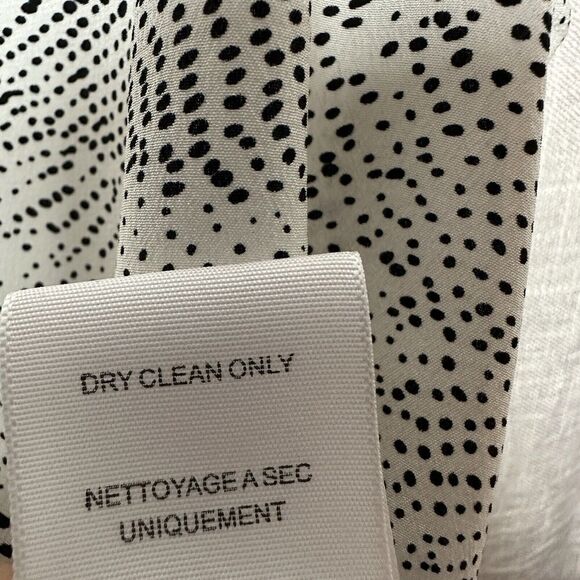 DRY CLEAN ONLY
NETTOYAGE A SEC
UNIQUEMENT